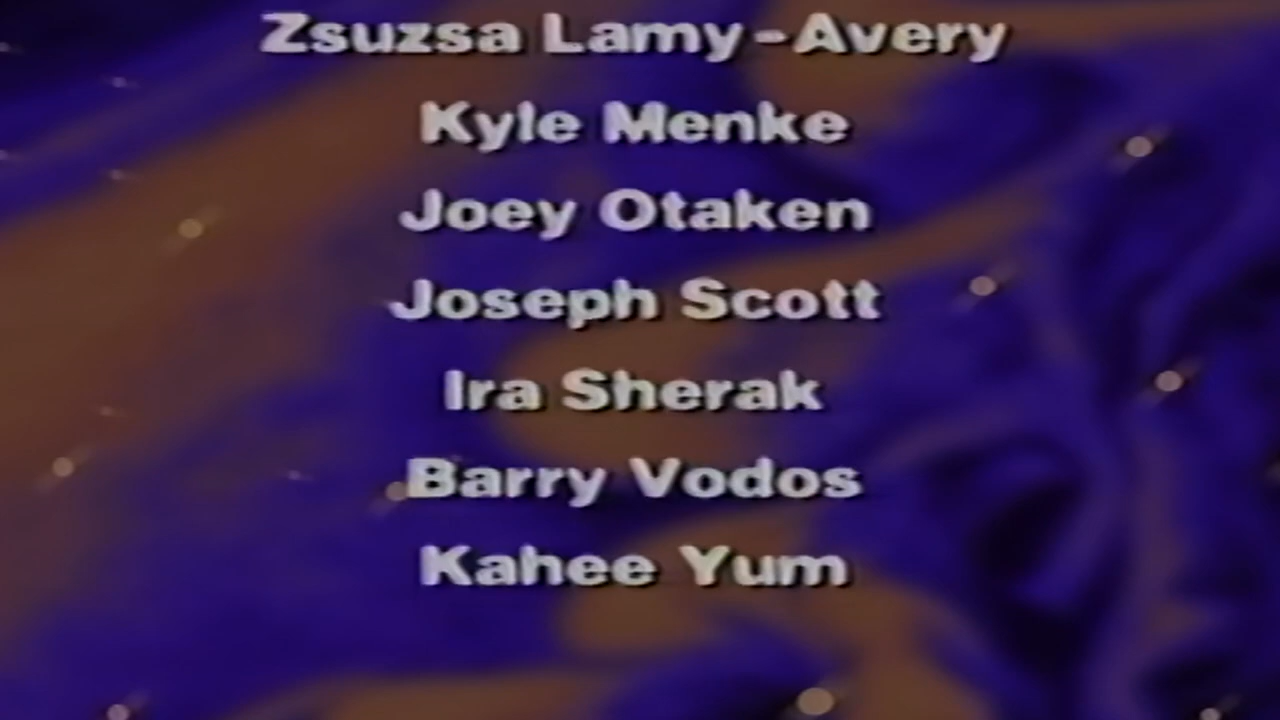 Zsuzsa Lamy-Avery
Kyle Menke
Joey Otaken
Joseph Scott
Ira Sherak
Barry Vodos
Kahee Yum